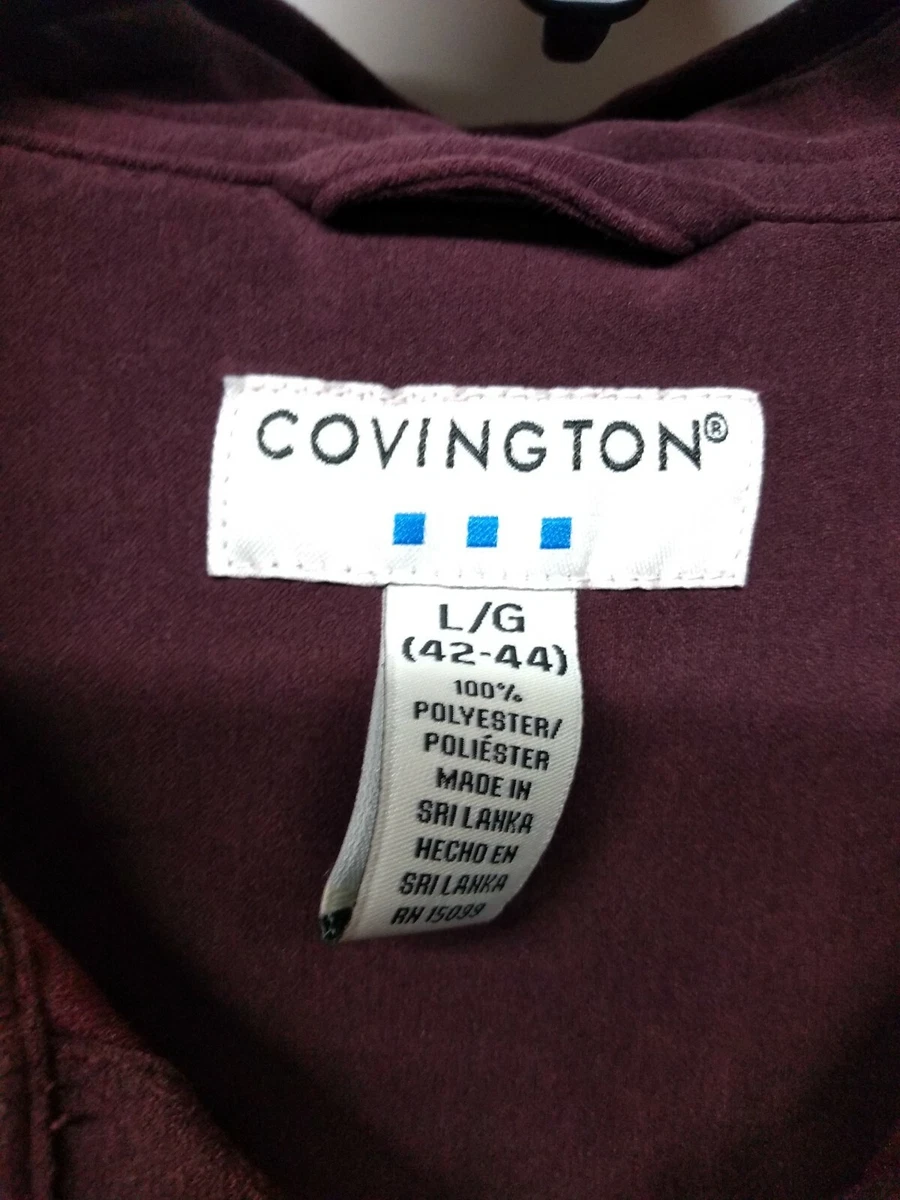 COVINGTON®
L/G
(42-44)
100%
POLYESTER/
POLIÉSTER
MADE IN
SRI LANKA
HECHO EN
SRI LANKA
RN 15099